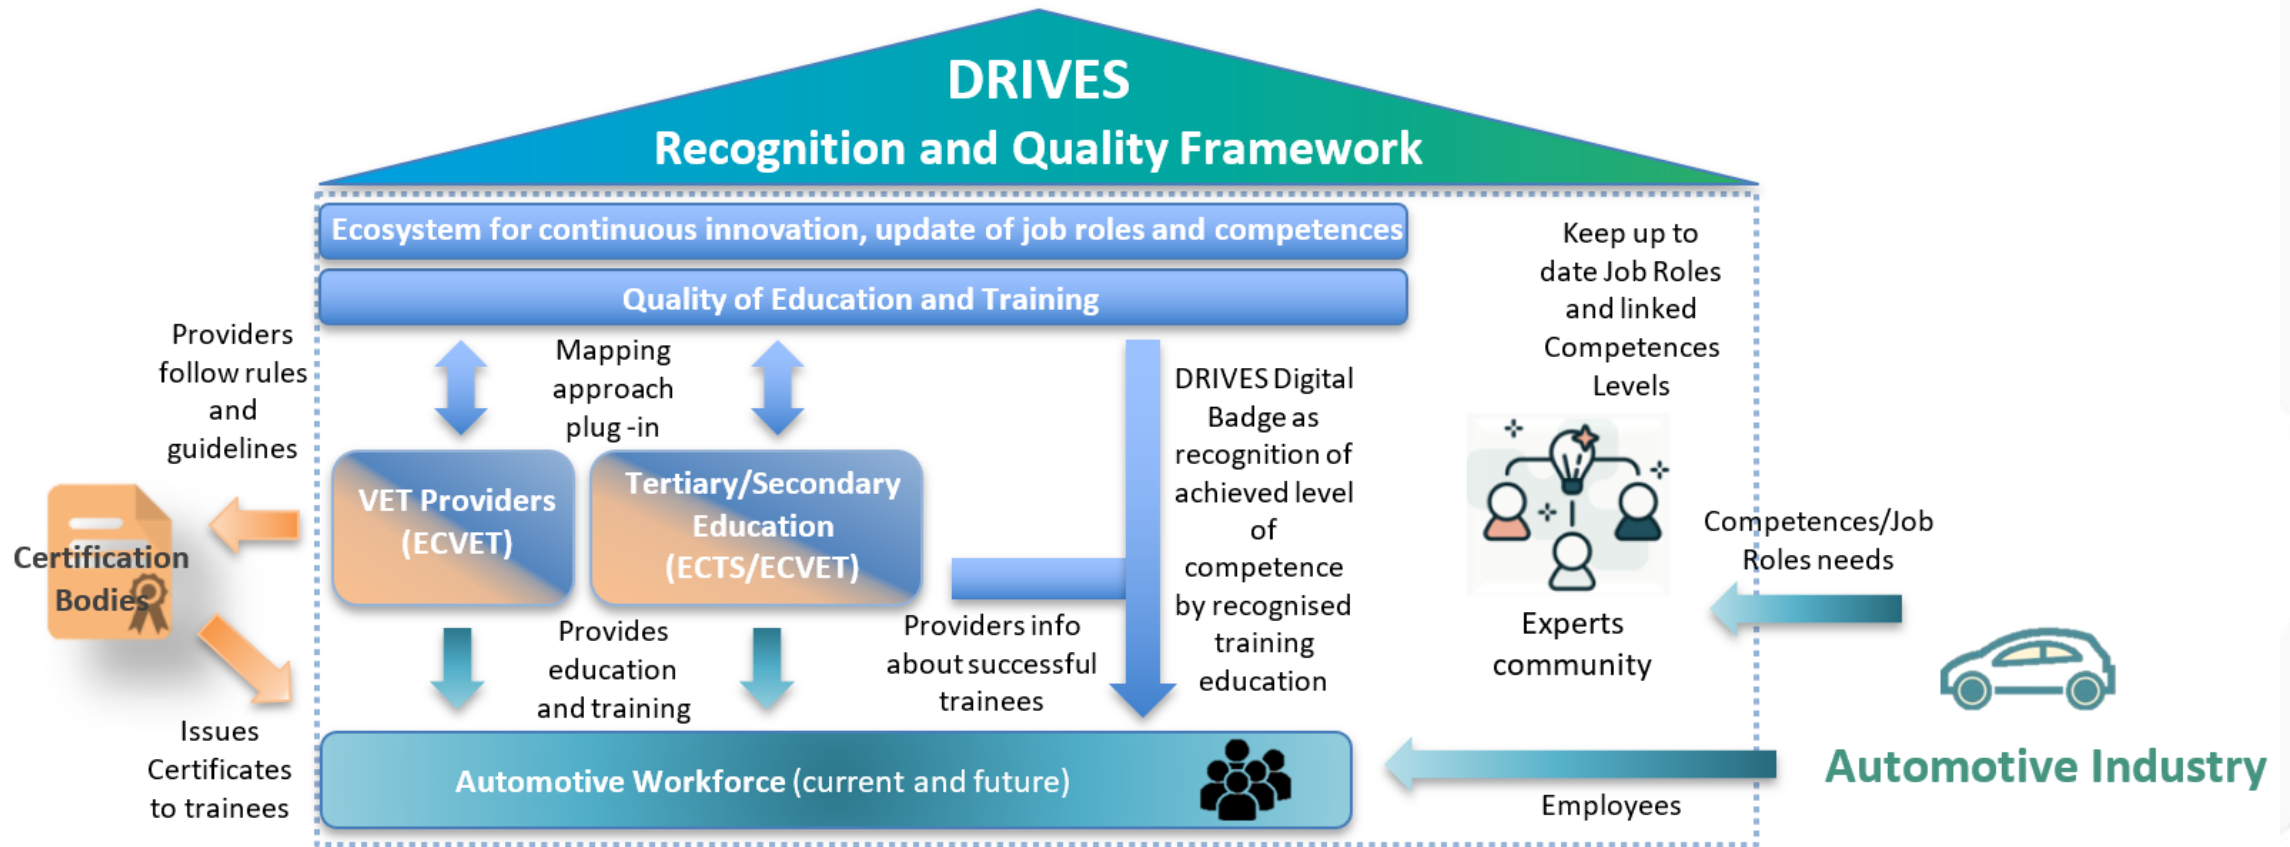 DRIVES
Recognition and Quality Framework
Ecosystem for continuous innovation, update of job roles and competences
Quality of Education and Training
Keep up to
date Job Roles
and linked
Competences
Levels
Providers
follow rules
and
guidelines
Mapping
approach
plug -in
DRIVES Digital
Badge as
recognition of
achieved level
of
competence
by recognised
training
education
VET Providers
(ECVET)
Tertiary/Secondary
Education
(ECTS/ECVET)
Certification
Bodies
Competences/Job
Roles needs
Provides
education
and training
Providers info
about successful
trainees
Experts
community
Issues
Certificates
to trainees
Automotive Workforce (current and future)
Employees
Automotive Industry